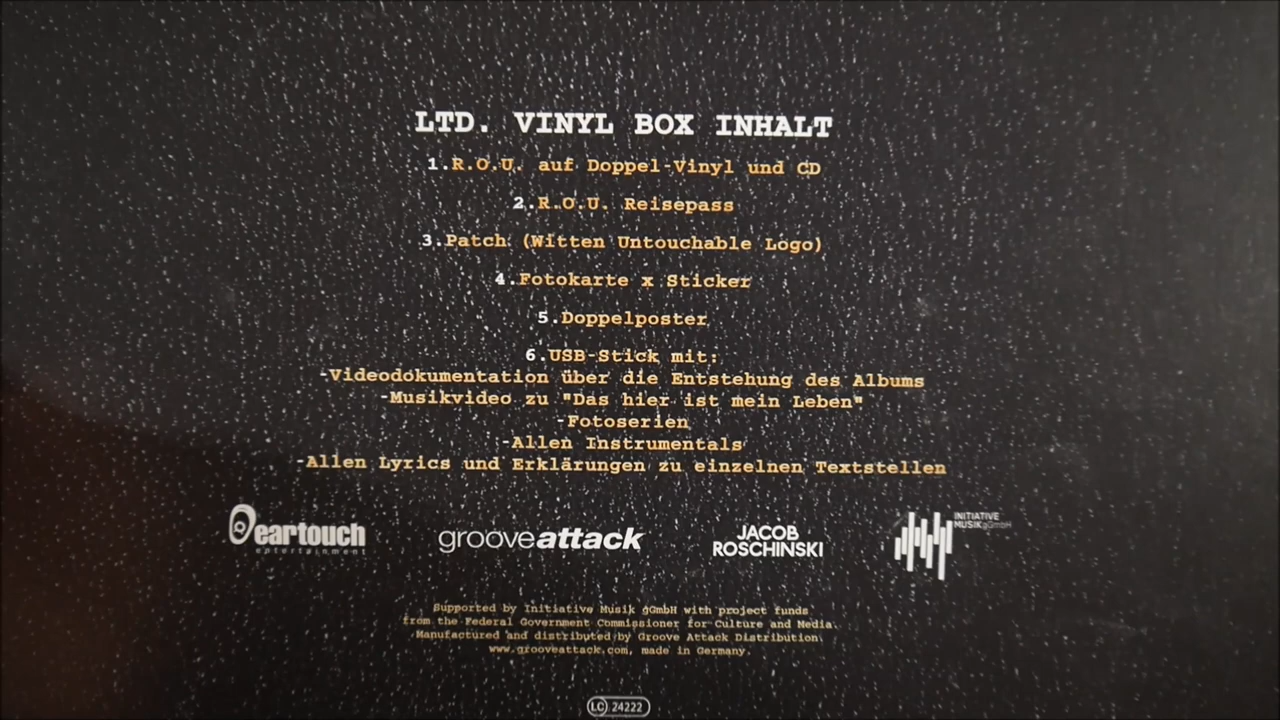 LTD. VINYL BOX INHALT
1.R.O.U. auf Doppel-Vinyl und CD
2.R.O.U. Reisepass
3.Patch (Witten Untouchable Logo)
4.Fotokarte x Sticker
5.Doppelposter
6.USB-Stick mit:
-Videodokumentation über die Entstehung des Albums
-Musikvideo zu "Das hier ist mein Leben"
-Fotoserien
-Allen Instrumentals
-Allen Lyrics und Erklärungen zu einzelnen Textstellen
eartouch
entertainment
grooveattack
JACOB
ROSCHINSKI
INITIATIVE
MUSIKgGmbH
Supported by Initiative Musik gGmbH with project funds
from the Federal Government Commissioner for Culture and Media.
Manufactured and distributed by Groove Attack Distribution
www.grooveattack.com, made in Germany.
LC 24222